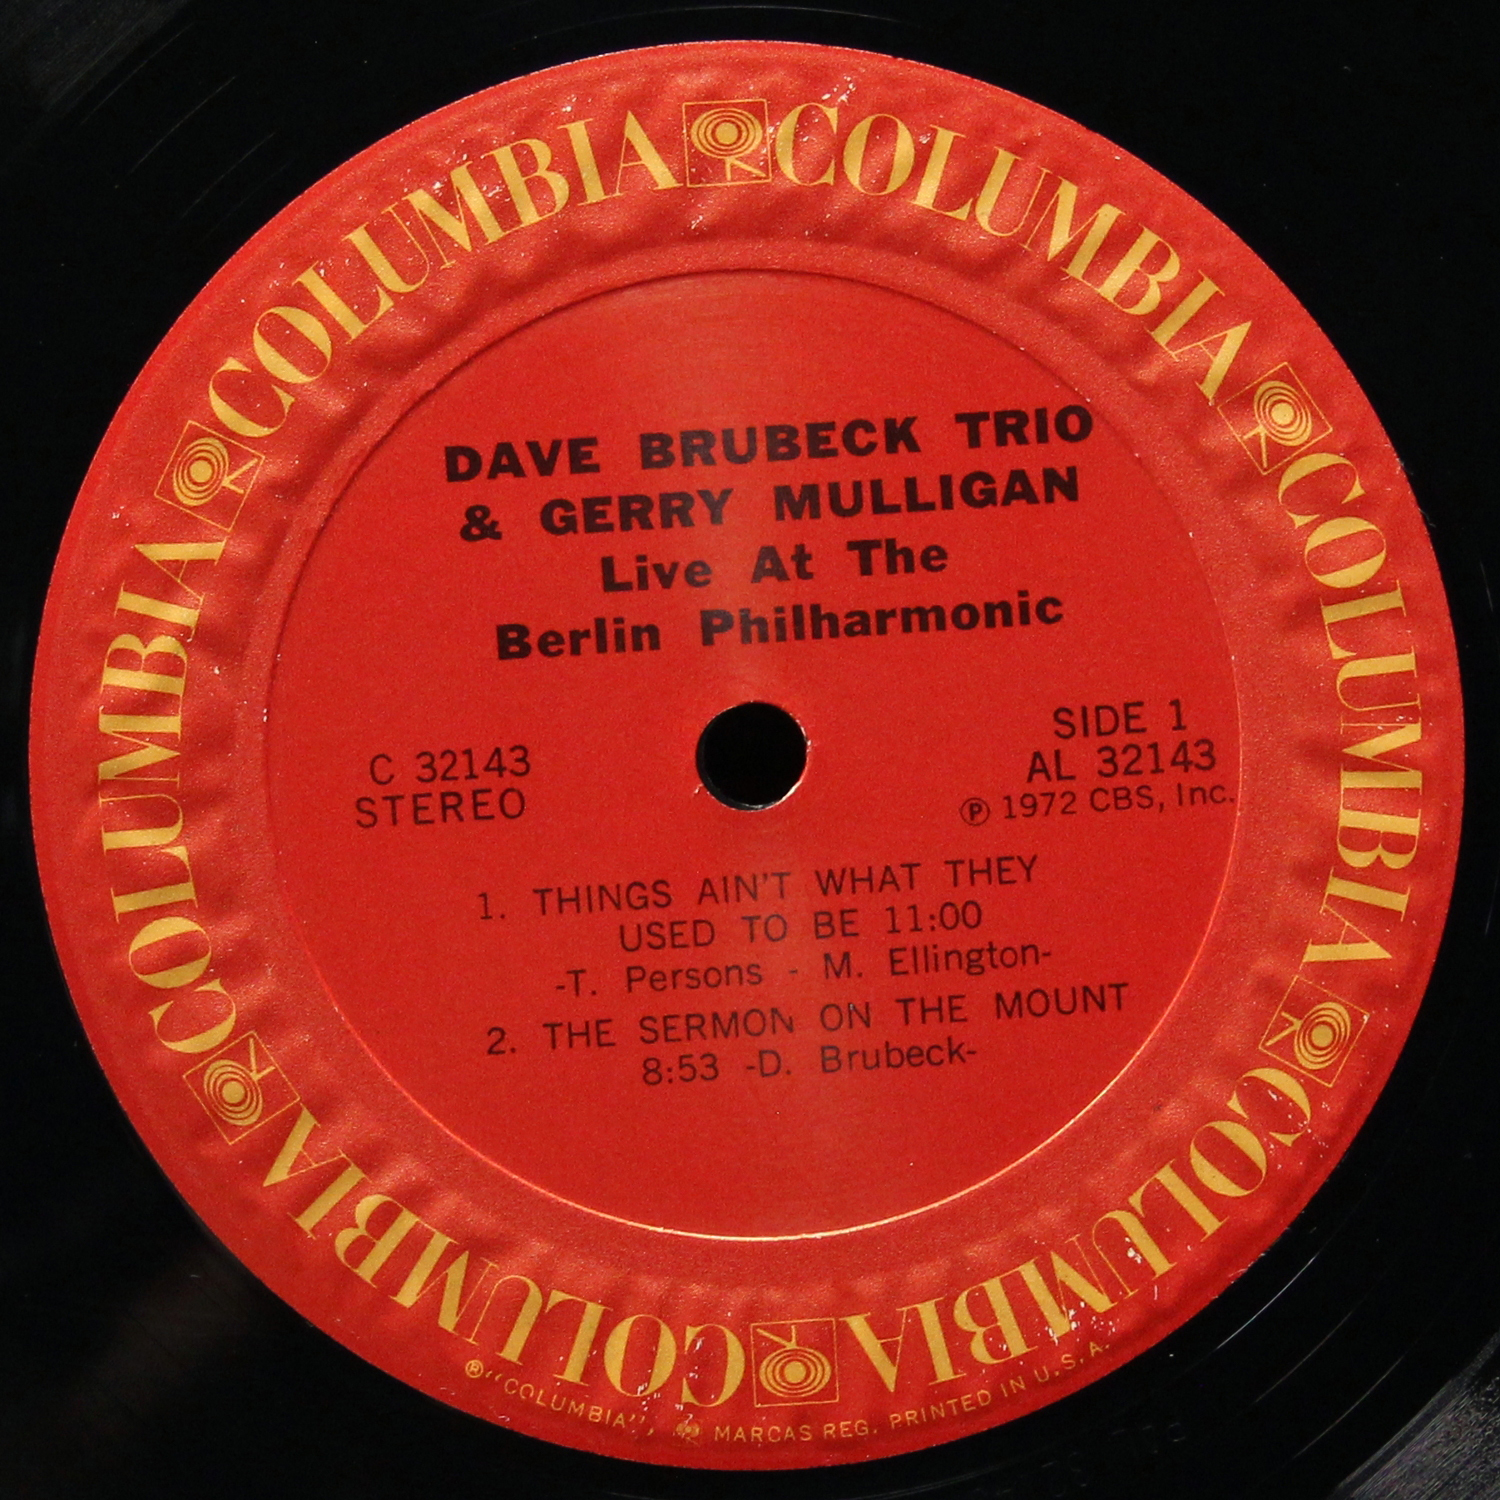 COLUMBIA COLUMBIA COLUMBIA COLUMBIA COLUMBIA COLUMBIA
DAVE BRUBECK TRIO
& GERRY MULLIGAN
Live At The
Berlin Philharmonic
C 32143
STEREO
SIDE 1
AL 32143
℗ 1972 CBS, Inc.
1. THINGS AIN'T WHAT THEY
USED TO BE 11:00
-T. Persons - M. Ellington-
2. THE SERMON ON THE MOUNT
8:53 -D. Brubeck-
®"COLUMBIA", MARCAS REG. PRINTED IN U.S.A.